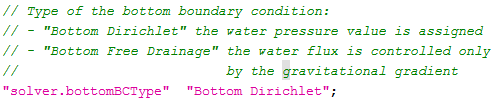 // Type of the bottom boundary condition:
// - "Bottom Dirichlet" the water pressure value is assigned
// - "Bottom Free Drainage" the water flux is controlled only
// by the gravitational gradient
"solver.bottomBCType" "Bottom Dirichlet";